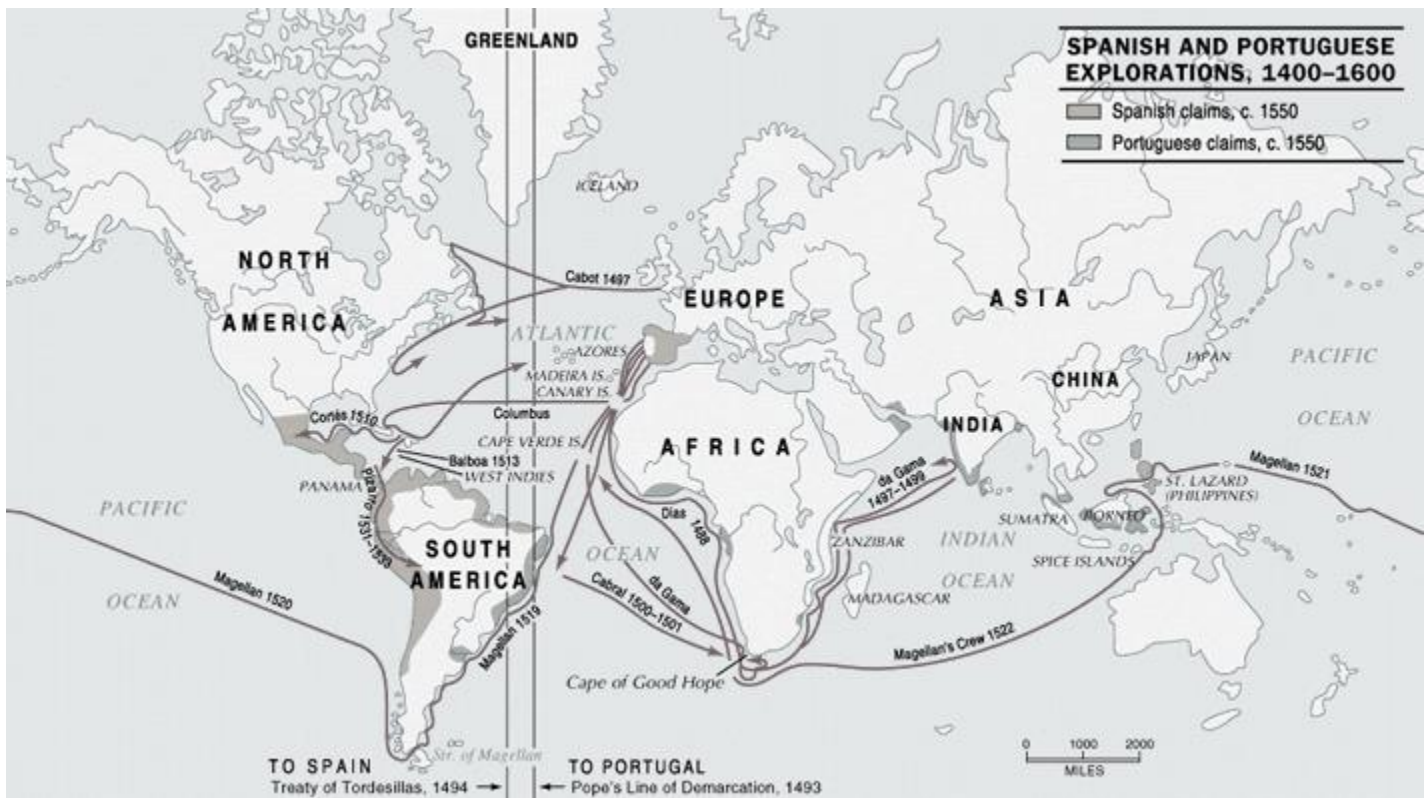 GREENLAND
SPANISH AND PORTUGUESE
EXPLORATIONS, 1400–1600
Spanish claims, c. 1550
Portuguese claims, c. 1550
ICELAND
NORTH
AMERICA
Cabot 1497
EUROPE
ASIA
ATLANTIC
AZORES
MADEIRA IS.
CANARY IS.
JAPAN
PACIFIC
OCEAN
CHINA
Cortés 1510
Columbus
INDIA
AFRICA
CAPE VERDE IS.
Balboa 1513
WEST INDIES
PANAMA
Pizarro 1531–1533
da Gama
1497–1499
Magellan 1521
ST. LAZARD
(PHILIPPINES)
PACIFIC
OCEAN
Dias 1488
SUMATRA
BORNEO
ZANZIBAR
INDIAN
OCEAN
SPICE ISLANDS
SOUTH
AMERICA
OCEAN
da Gama
Cabral 1500–1501
MADAGASCAR
Magellan 1520
Magellan 1519
Magellan's Crew 1522
Cape of Good Hope
Str. of Magellan
TO SPAIN
Treaty of Tordesillas, 1494
TO PORTUGAL
Pope's Line of Demarcation, 1493
0 1000 2000
MILES